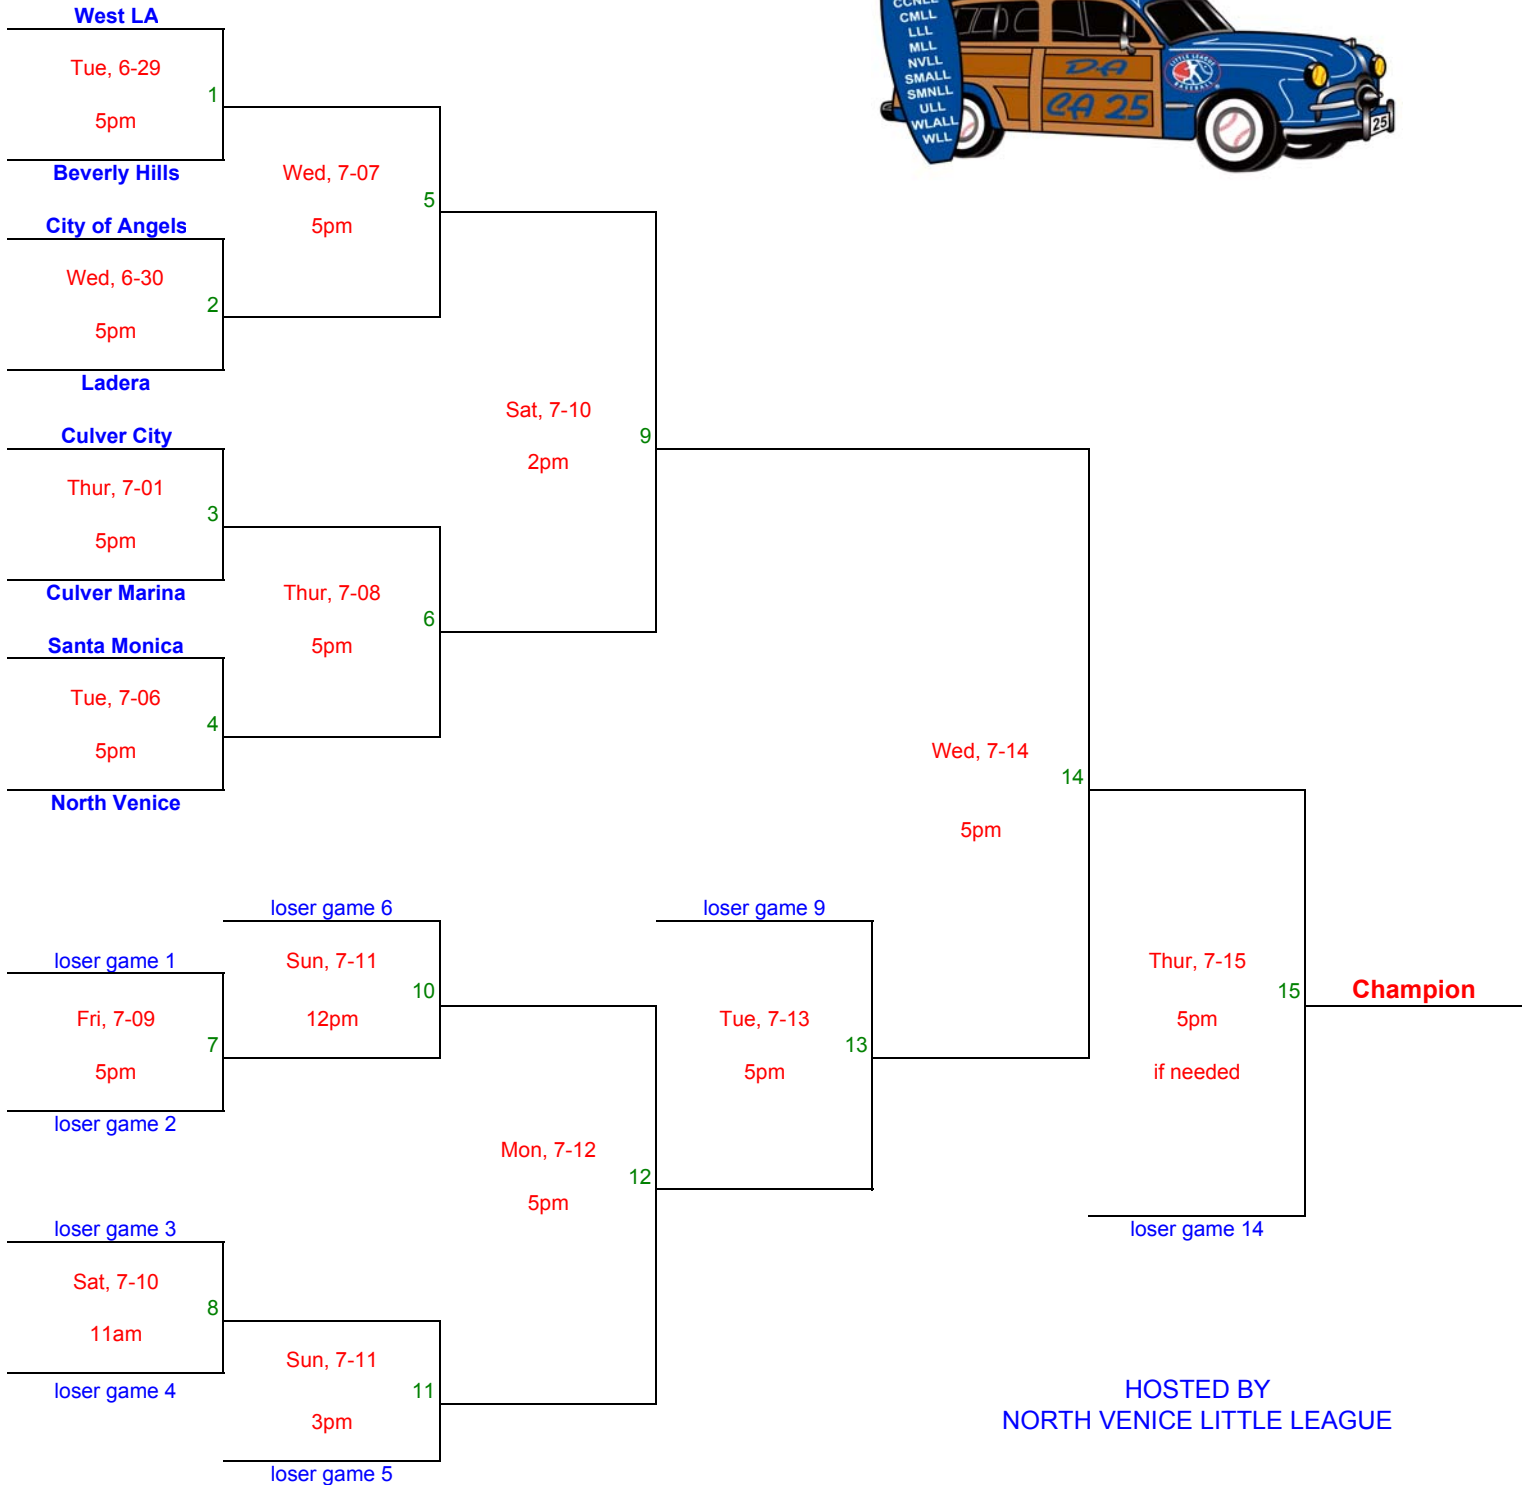 West LA
Tue, 6-29
1
5pm
Beverly Hills
Wed, 7-07
5
5pm
City of Angels
Wed, 6-30
2
5pm
Ladera
Sat, 7-10
9
2pm
Culver City
Thur, 7-01
3
5pm
Culver Marina
Thur, 7-08
6
5pm
Santa Monica
Tue, 7-06
4
5pm
North Venice
Wed, 7-14
14
5pm
loser game 6
loser game 9
loser game 1
Sun, 7-11
10
12pm
Fri, 7-09
7
5pm
loser game 2
Tue, 7-13
13
5pm
Thur, 7-15
15
5pm
if needed
Champion
Mon, 7-12
12
5pm
loser game 3
Sat, 7-10
8
11am
loser game 4
Sun, 7-11
11
3pm
loser game 5
loser game 14
HOSTED BY
NORTH VENICE LITTLE LEAGUE
CMLL
LLL
MLL
NVLL
SMALL
SMNLL
ULL
WLALL
WLL
DA
CA 25
LITTLE LEAGUE
BASEBALL
25